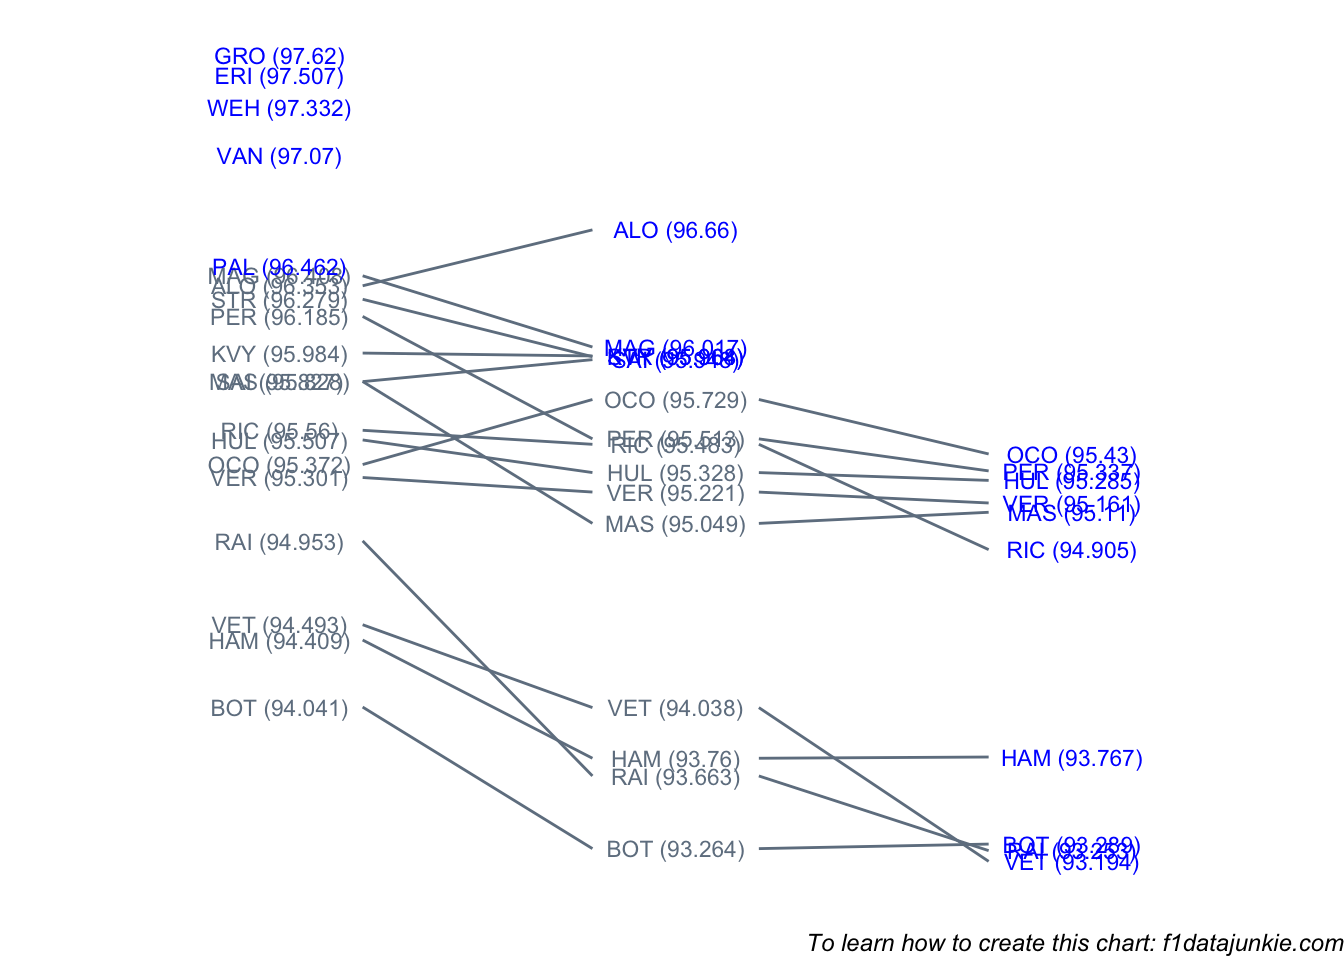 GRO (97.62)
ERI (97.507)
WEH (97.332)
VAN (97.07)
PAL (96.462)
MAG (96.408)
ALO (96.353)
STR (96.279)
PER (96.185)
KVY (95.984)
MAS (95.828)
RIC (95.56)
HUL (95.507)
OCO (95.372)
VER (95.301)
RAI (94.953)
VET (94.493)
HAM (94.409)
BOT (94.041)
ALO (96.66)
MAG (96.017)
OCO (95.729)
PER (95.513)
RIC (95.483)
HUL (95.328)
VER (95.221)
MAS (95.049)
VET (94.038)
HAM (93.76)
RAI (93.663)
BOT (93.264)
OCO (95.43)
PER (95.337)
HUL (95.285)
VER (95.161)
MAS (95.11)
RIC (94.905)
HAM (93.767)
BOT (93.289)
RAI (93.253)
VET (93.194)
To learn how to create this chart: f1datajunkie.com